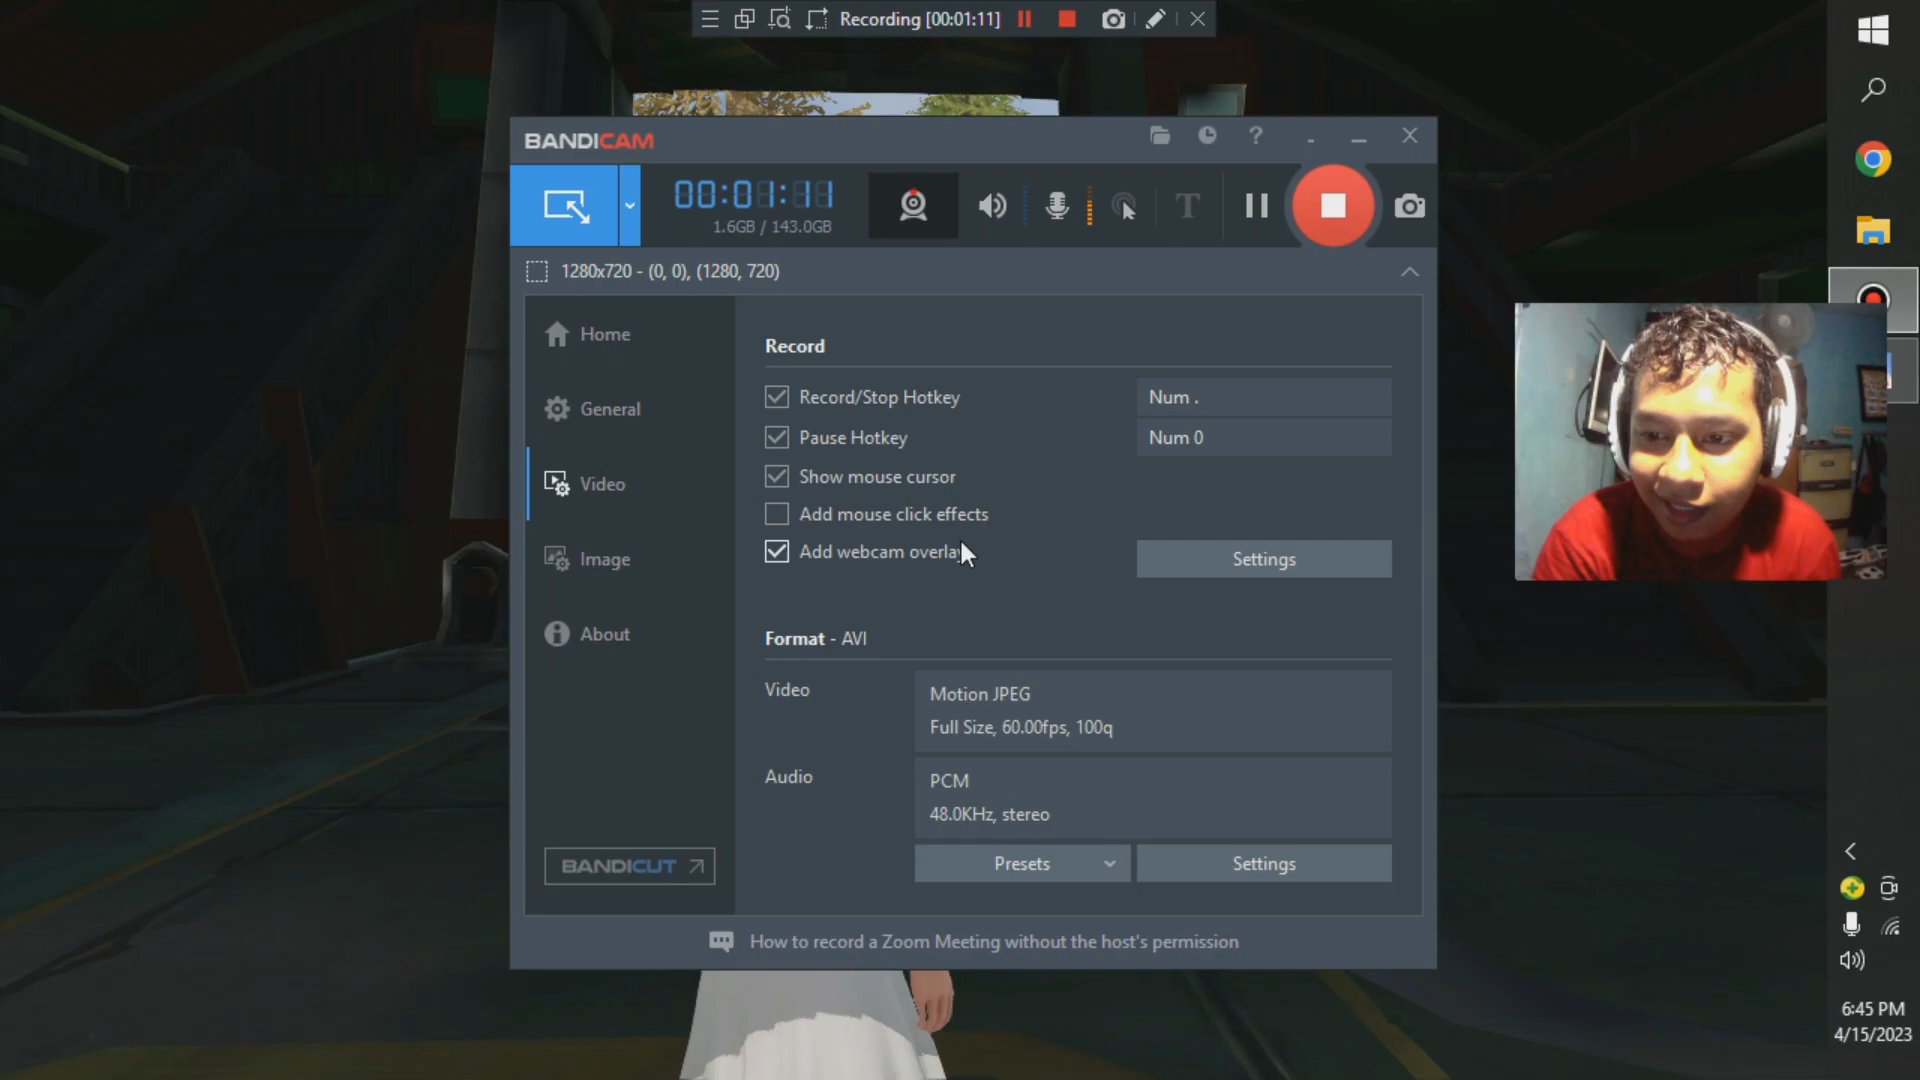 Recording [00:01:11]
BANDICAM
?
00:01:11
1.6GB / 143.0GB
T
1280x720 - (0, 0), (1280, 720)
Home
General
Video
Image
About
BANDICUT
Record
Record/Stop Hotkey
Num .
Pause Hotkey
Num 0
Show mouse cursor
Add mouse click effects
Add webcam overlay
Settings
Format - AVI
Video
Motion JPEG
Full Size, 60.00fps, 100q
Audio
PCM
48.0KHz, stereo
Presets
Settings
How to record a Zoom Meeting without the host's permission
6:45 PM
4/15/2023